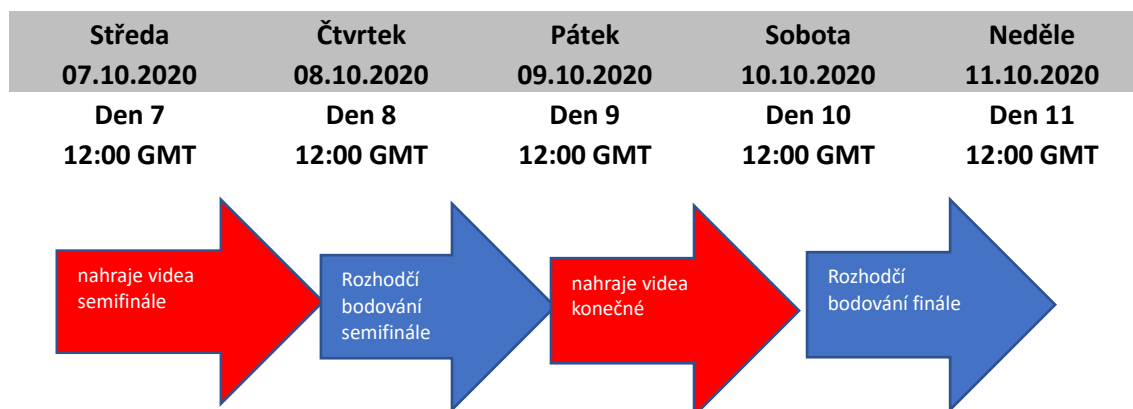 Středa Čtvrtek Pátek Sobota Neděle
07.10.2020 08.10.2020 09.10.2020 10.10.2020 11.10.2020
Den 7 Den 8 Den 9 Den 10 Den 11
12:00 GMT 12:00 GMT 12:00 GMT 12:00 GMT 12:00 GMT
nahraje videa
semifinále
Rozhodčí
bodování
semifinále
nahraje videa
konečné
Rozhodčí
bodování finále